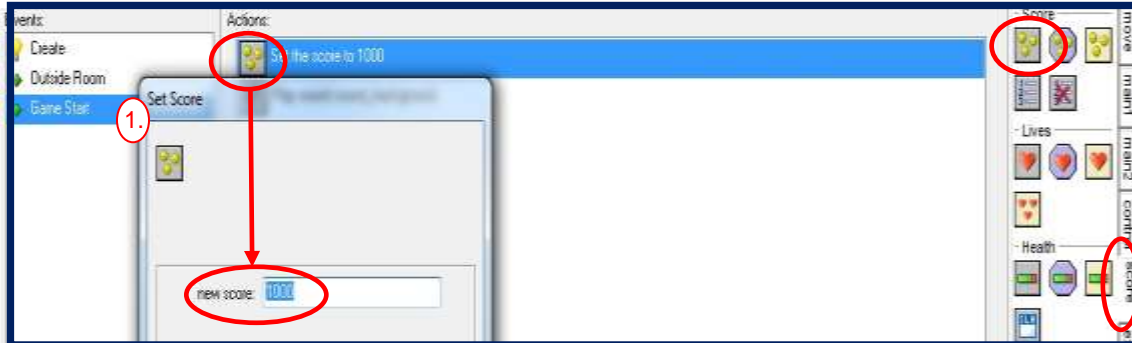 Events:
Create
Outside Room
Game Start
Actions:
Set the score to 1000
1.
Set Score
new score: 1000
Score
Lives
Health
move
main1
main2
control
score